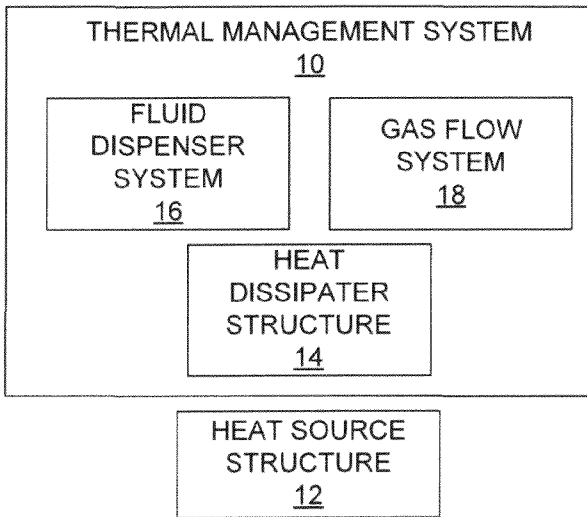 THERMAL MANAGEMENT SYSTEM
10
FLUID
DISPENSER
SYSTEM
16
GAS FLOW
SYSTEM
18
HEAT
DISSIPATER
STRUCTURE
14
HEAT SOURCE
STRUCTURE
12